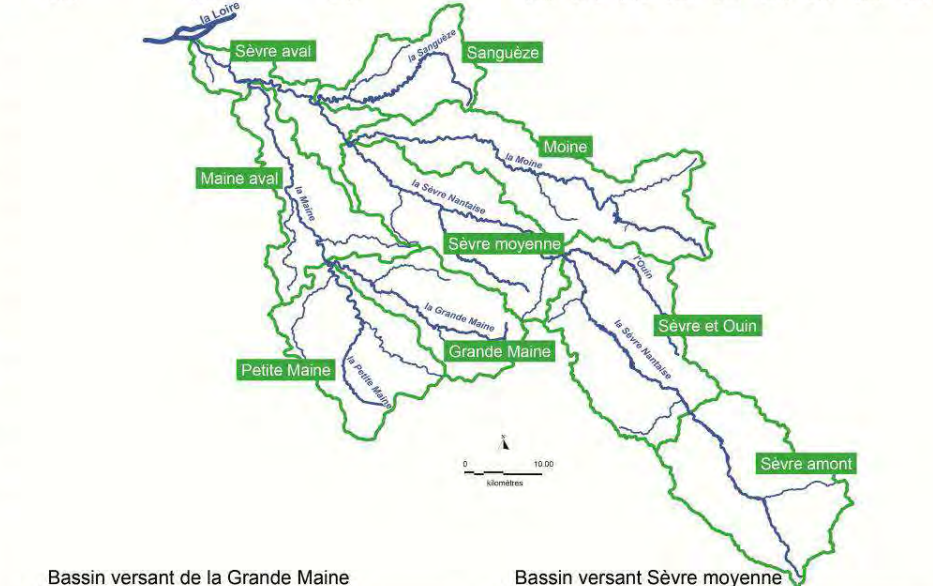 la Loire
Sèvre aval
la Sanguèze
Sanguèze
Moine
la Moine
Maine aval
la Maine
la Sèvre Nantaise
Sèvre moyenne
l'Ouin
la Grande Maine
Sèvre et Ouin
la Sèvre Nantaise
Grande Maine
Petite Maine
la Petite Maine
N
0 10.00
kilomètres
Sèvre amont
Bassin versant de la Grande Maine
Bassin versant Sèvre moyenne